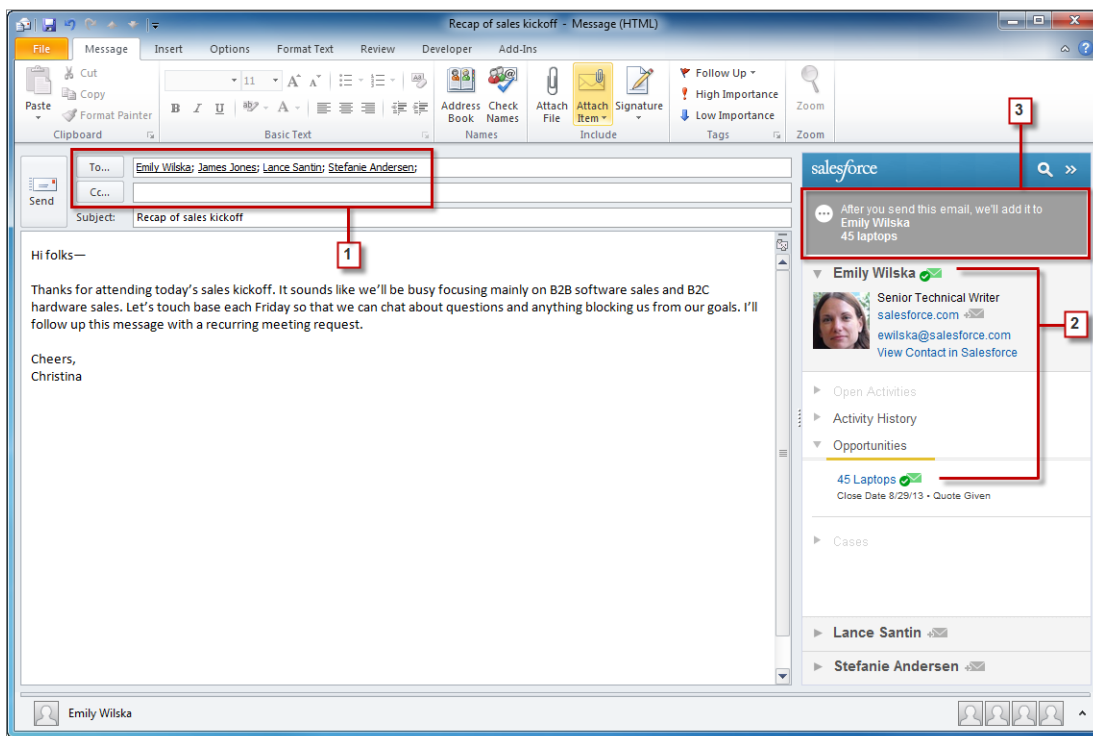 Recap of sales kickoff - Message (HTML)
File Message Insert Options Format Text Review Developer Add-Ins
Paste
Cut
Copy
Format Painter
Clipboard
11
B I U
Basic Text
Address Book
Check Names
Names
Attach File
Attach Item
Signature
Include
Follow Up
High Importance
Low Importance
Tags
Zoom
Zoom
3
Send
To...
Emily Wilska; James Jones; Lance Santin; Stefanie Andersen;
Cc...
Subject: Recap of sales kickoff
1
Hi folks—
Thanks for attending today's sales kickoff. It sounds like we'll be busy focusing mainly on B2B software sales and B2C
hardware sales. Let's touch base each Friday so that we can chat about questions and anything blocking us from our goals. I'll
follow up this message with a recurring meeting request.
Cheers,
Christina
salesforce
After you send this email, we'll add it to
Emily Wilska
45 laptops
Emily Wilska
Senior Technical Writer
salesforce.com
ewilska@salesforce.com
View Contact in Salesforce
2
Open Activities
Activity History
Opportunities
45 Laptops
Close Date 8/29/13 • Quote Given
Cases
Lance Santin
Stefanie Andersen
Emily Wilska